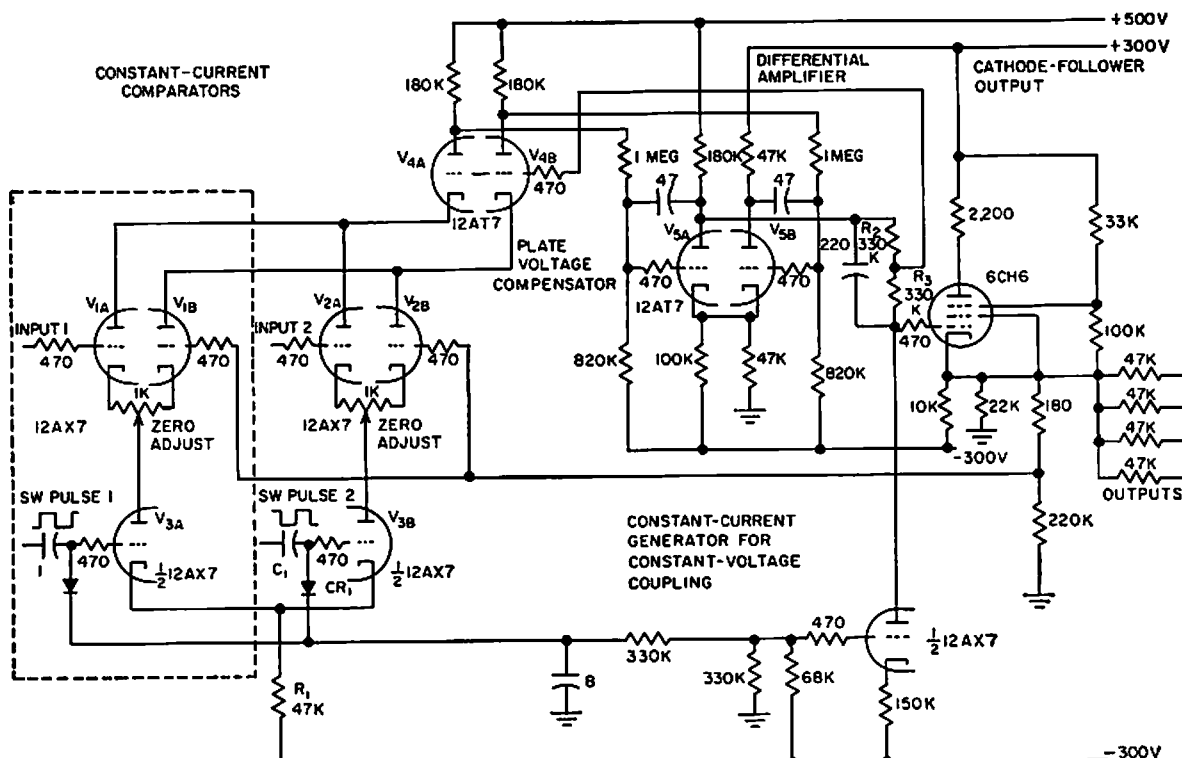 +500V
+300V
CONSTANT-CURRENT
COMPARATORS
DIFFERENTIAL
AMPLIFIER
CATHODE-FOLLOWER
OUTPUT
180K
180K
V4A
V4B
470
12AT7
1 MEG
180K
47K
1MEG
47
47
2,200
33K
PLATE
VOLTAGE
COMPENSATOR
V5A
V5B
470
470
12AT7
220
R2
330
K
R3
330
K
470
6CH6
100K
V1A
V1B
INPUT 1
470
470
V2A
V2B
INPUT 2
470
470
820K
100K
47K
820K
10K
22K
180
47K
47K
47K
47K
OUTPUTS
1K
12AX7
ZERO
ADJUST
1K
12AX7
ZERO
ADJUST
-300V
SW PULSE 1
V3A
470
1
1/2 12AX7
SW PULSE 2
V3B
470
C1
CR1
1/2 12AX7
CONSTANT-CURRENT
GENERATOR FOR
CONSTANT-VOLTAGE
COUPLING
220K
330K
470
1/2 12AX7
330K
68K
150K
8
R1
47K
-300V